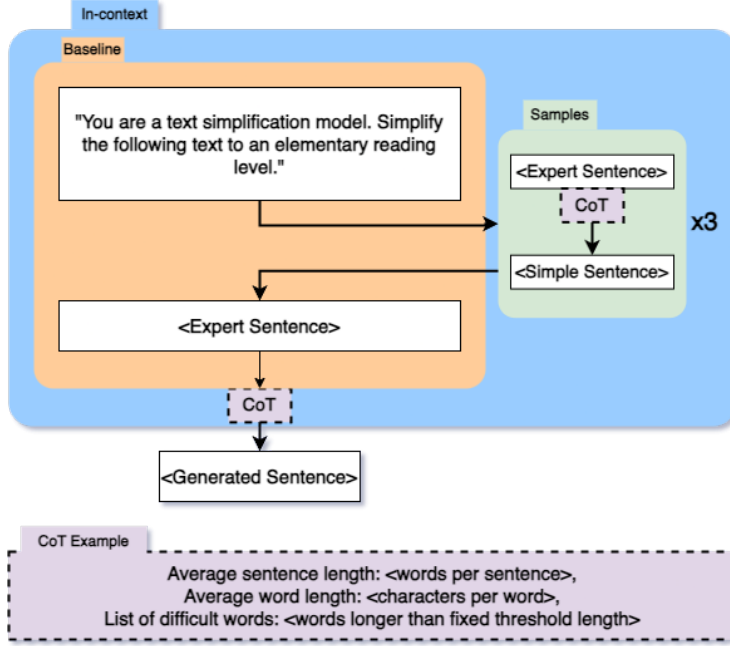 In-context
Baseline
"You are a text simplification model. Simplify
the following text to an elementary reading
level."
Samples
<Expert Sentence>
CoT
x3
<Simple Sentence>
<Expert Sentence>
CoT
<Generated Sentence>
CoT Example
Average sentence length: <words per sentence>,
Average word length: <characters per word>,
List of difficult words: <words longer than fixed threshold length>